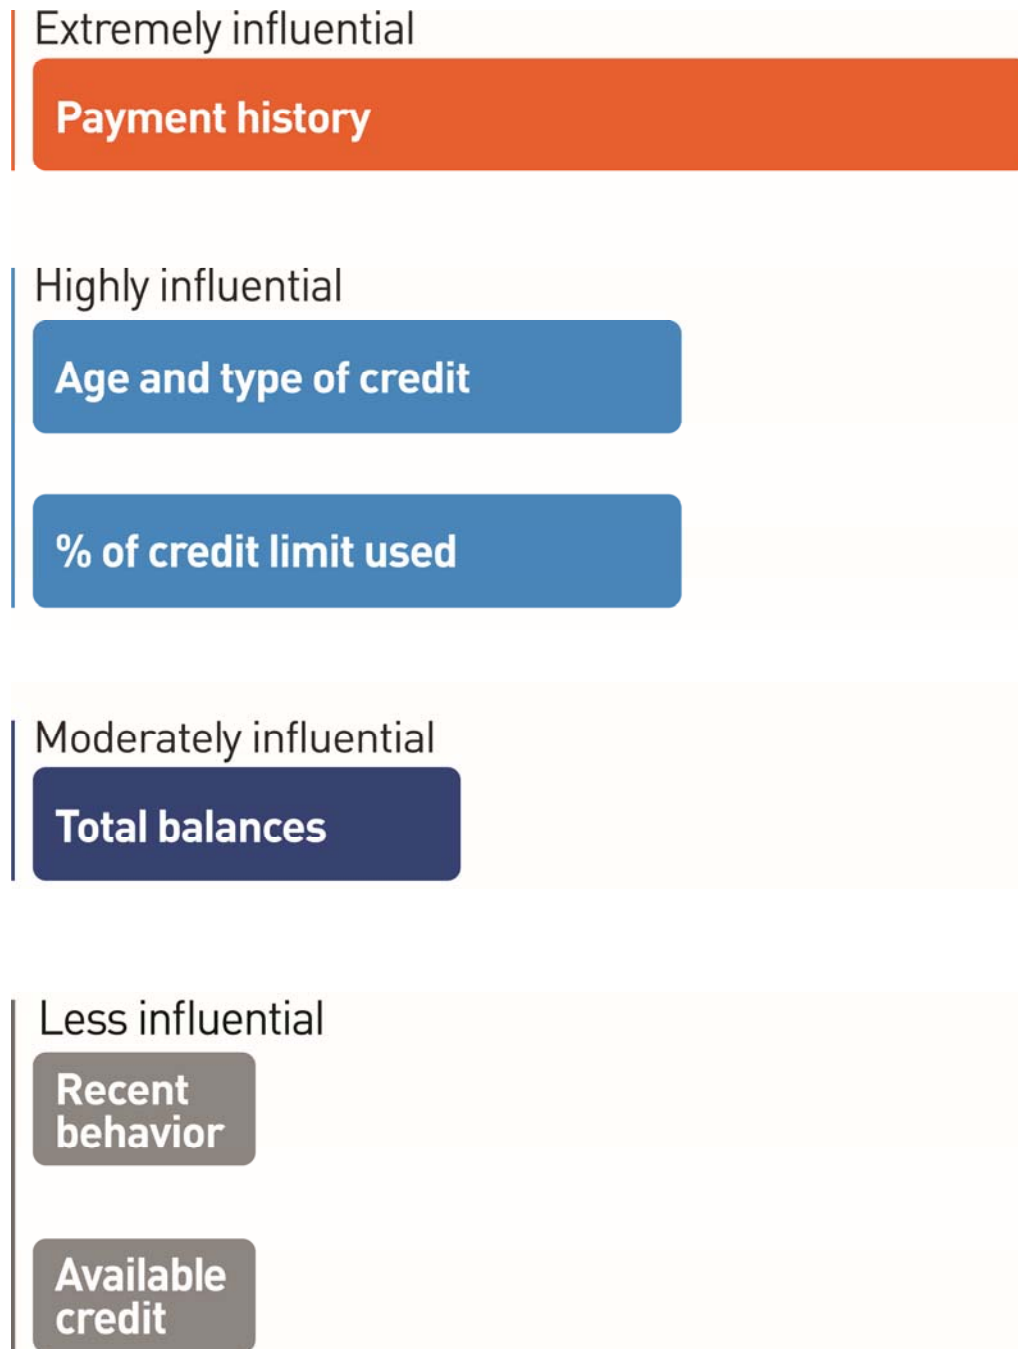 Extremely influential
Payment history
Highly influential
Age and type of credit
% of credit limit used
Moderately influential
Total balances
Less influential
Recent
behavior
Available
credit